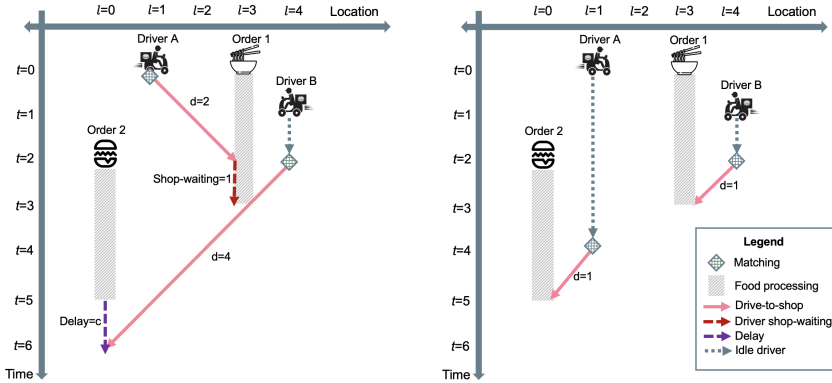 l=0 l=1 l=2 l=3 l=4 Location
Driver A
Order 1
t=0
Driver B
d=2
t=1
Order 2
t=2
Shop-waiting=1
t=3
d=4
t=4
t=5
Delay=c
t=6
Time
l=0 l=1 l=2 l=3 l=4 Location
Driver A
Order 1
t=0
Driver B
t=1
Order 2
t=2
d=1
t=3
t=4
d=1
t=5
t=6
Time
Legend
Matching
Food processing
Drive-to-shop
Driver shop-waiting
Delay
Idle driver